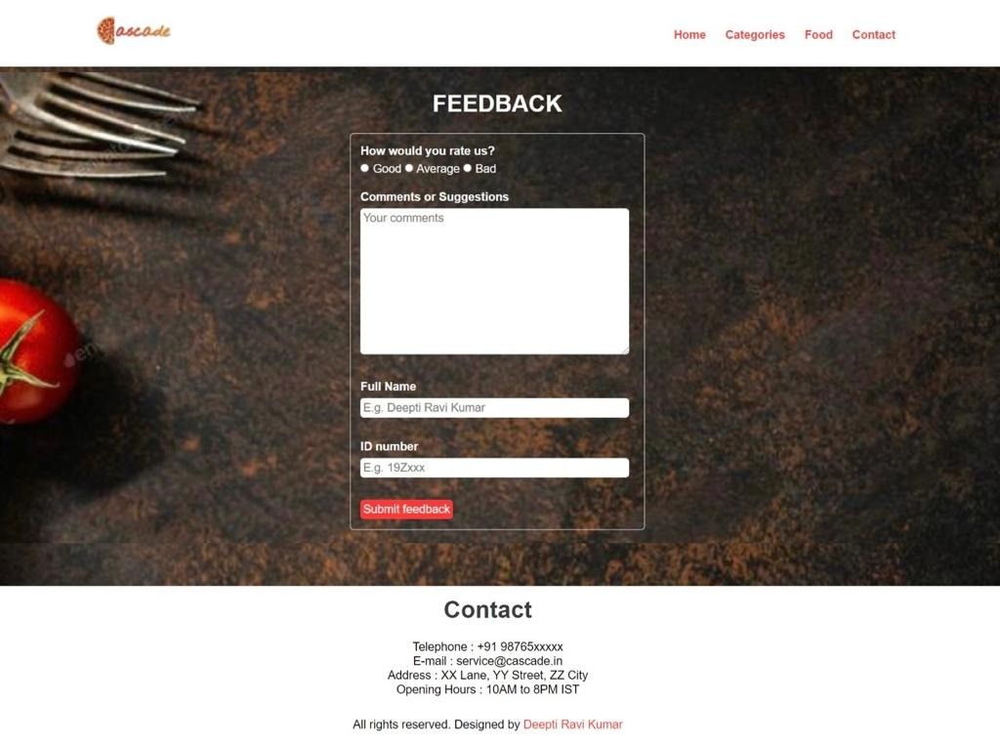 Cascade
Home Categories Food Contact
FEEDBACK
How would you rate us?
Good Average Bad
Comments or Suggestions
Your comments
Full Name
E.g. Deepti Ravi Kumar
ID number
E.g. 19Zxxx
Submit feedback
Contact
Telephone : +91 98765xxxxx
E-mail : service@cascade.in
Address : XX Lane, YY Street, ZZ City
Opening Hours : 10AM to 8PM IST
All rights reserved. Designed by Deepti Ravi Kumar